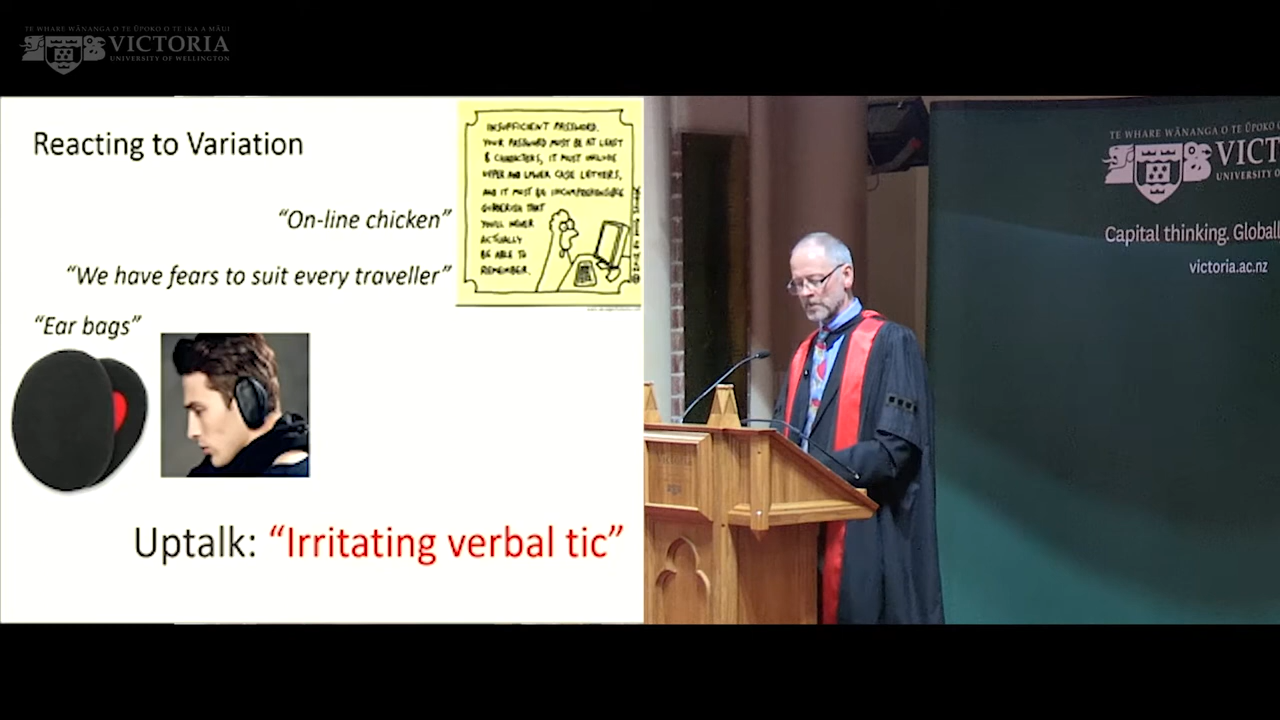 TE WHARE WĀNANGA O TE ŪPOKO O TE IKA A MĀUI
VICTORIA
UNIVERSITY OF WELLINGTON
Reacting to Variation
INSUFFICIENT PASSWORD.
YOUR PASSWORD MUST BE AT LEAST
8 CHARACTERS, IT MUST INCLUDE
UPPER AND LOWER CASE LETTERS,
AND IT MUST BE INCOMPREHENSIBLE
GIBBERISH THAT
YOU'LL NEVER
ACTUALLY
BE ABLE TO
REMEMBER.
“On-line chicken”
“We have fears to suit every traveller”
“Ear bags”
Uptalk: “Irritating verbal tic”
TE WHARE WĀNANGA O TE ŪPOKO O
VICT
UNIVERSITY
Capital thinking. Globall
victoria.ac.nz